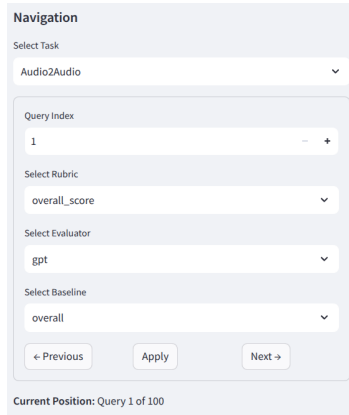 Navigation
Select Task
Audio2Audio
Query Index
1 − +
Select Rubric
overall_score
Select Evaluator
gpt
Select Baseline
overall
← Previous Apply Next →
Current Position: Query 1 of 100